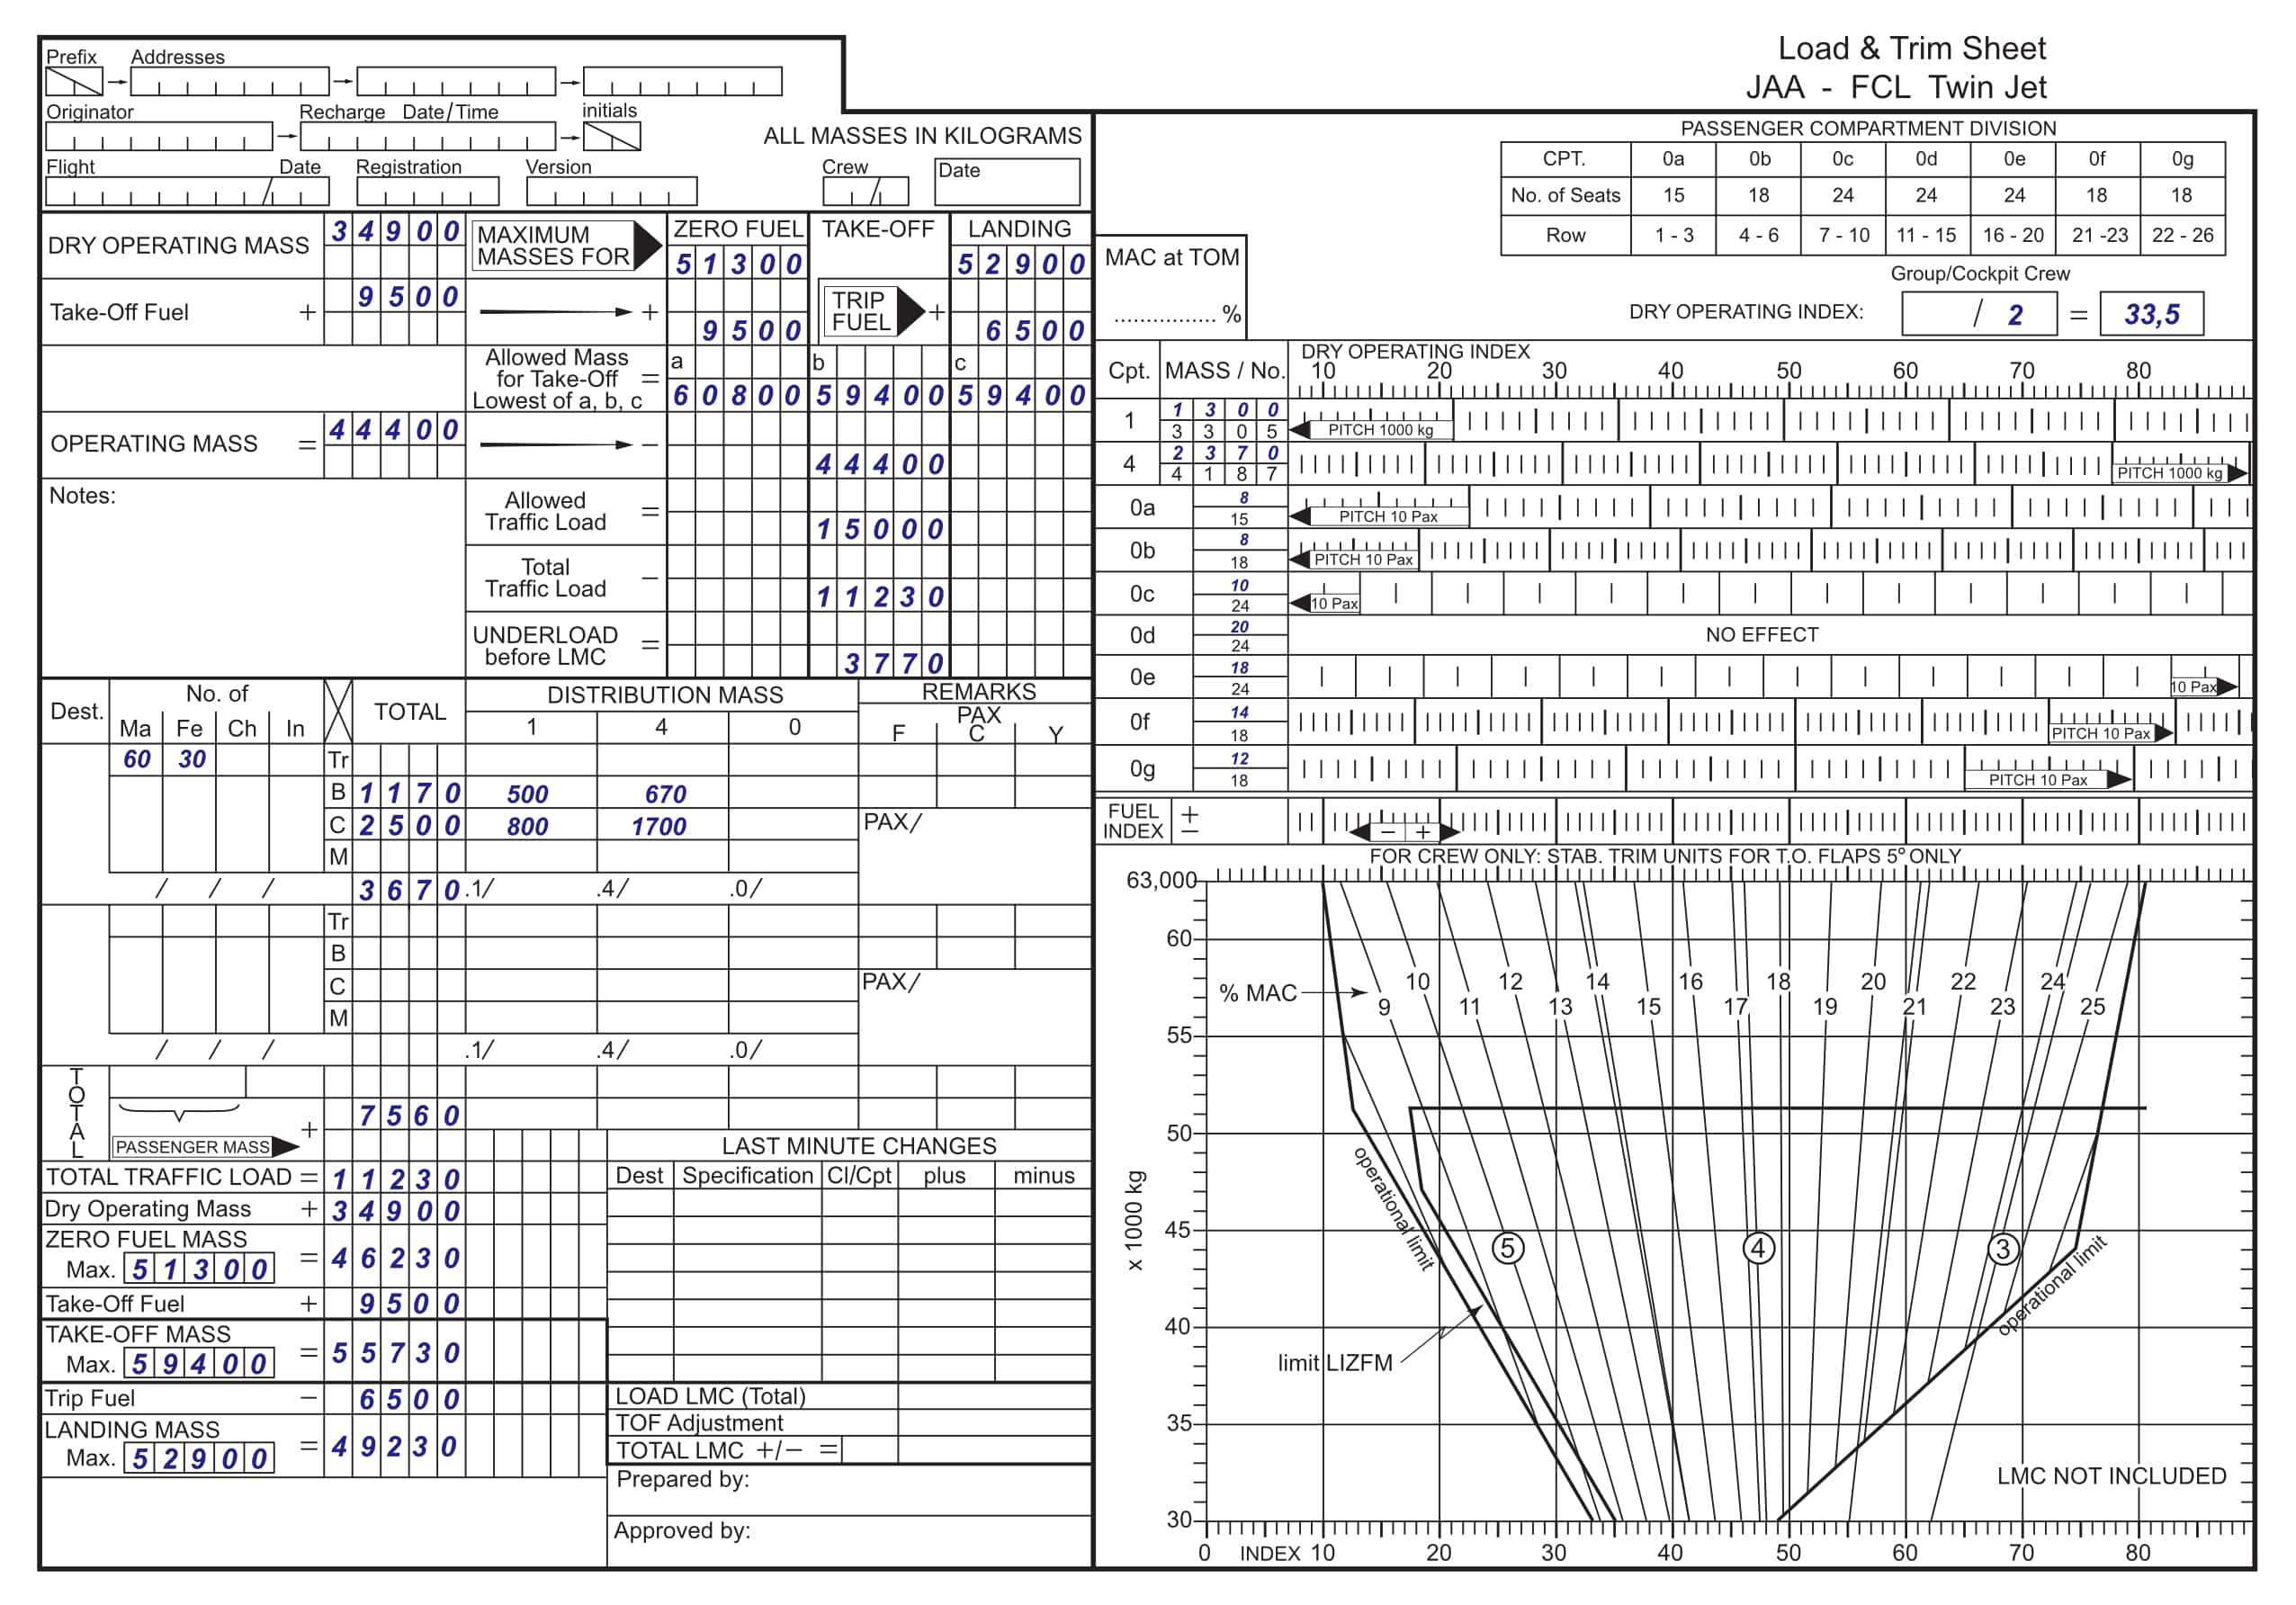 Load & Trim Sheet
JAA - FCL Twin Jet
Prefix Addresses
Originator Recharge Date/Time initials
ALL MASSES IN KILOGRAMS
Flight Date Registration Version Crew Date
DRY OPERATING MASS 34900 MAXIMUM MASSES FOR ZERO FUEL TAKE-OFF LANDING
51300 52900
Take-Off Fuel + 9500 + 9500 TRIP FUEL + 6500
Allowed Mass for Take-Off Lowest of a, b, c = a b c
60800 59400 59400
OPERATING MASS = 44400 − 44400
Notes:
Allowed Traffic Load = 15000
Total Traffic Load − 11230
UNDERLOAD before LMC = 3770
Dest. No. of TOTAL DISTRIBUTION MASS REMARKS
Ma Fe Ch In 1 4 0 PAX
F C Y
60 30 Tr
B 1170 500 670
C 2500 800 1700 PAX/
M
/ / / 3670 .1/ .4/ .0/
Tr
B
C PAX/
M
/ / / .1/ .4/ .0/
TOTAL
PASSENGER MASS + 7560
TOTAL TRAFFIC LOAD = 11230
Dry Operating Mass + 34900
ZERO FUEL MASS
Max. 51300 = 46230
Take-Off Fuel + 9500
TAKE-OFF MASS
Max. 59400 = 55730
Trip Fuel − 6500
LANDING MASS
Max. 52900 = 49230
LAST MINUTE CHANGES
Dest Specification Cl/Cpt plus minus
LOAD LMC (Total)
TOF Adjustment
TOTAL LMC +/− =
Prepared by:
Approved by:
PASSENGER COMPARTMENT DIVISION
CPT. 0a 0b 0c 0d 0e 0f 0g
No. of Seats 15 18 24 24 24 18 18
Row 1 - 3 4 - 6 7 - 10 11 - 15 16 - 20 21 -23 22 - 26
MAC at TOM
................ %
Group/Cockpit Crew
DRY OPERATING INDEX: / 2 = 33,5
Cpt. MASS / No. DRY OPERATING INDEX
10 20 30 40 50 60 70 80
1 1300 3305 PITCH 1000 kg
4 2370 4187 PITCH 1000 kg
0a 8 15 PITCH 10 Pax
0b 8 18 PITCH 10 Pax
0c 10 24 10 Pax
0d 20 24 NO EFFECT
0e 18 24 10 Pax
0f 14 18 PITCH 10 Pax
0g 12 18 PITCH 10 Pax
FUEL INDEX + − − +
FOR CREW ONLY: STAB. TRIM UNITS FOR T.O. FLAPS 5º ONLY
63,000
60
% MAC 9 10 11 12 13 14 15 16 17 18 19 20 21 22 23 24 25
55
50
x 1000 kg
operational limit
45
5 4 3
operational limit
40
limit LIZFM
35
LMC NOT INCLUDED
30
0 INDEX 10 20 30 40 50 60 70 80